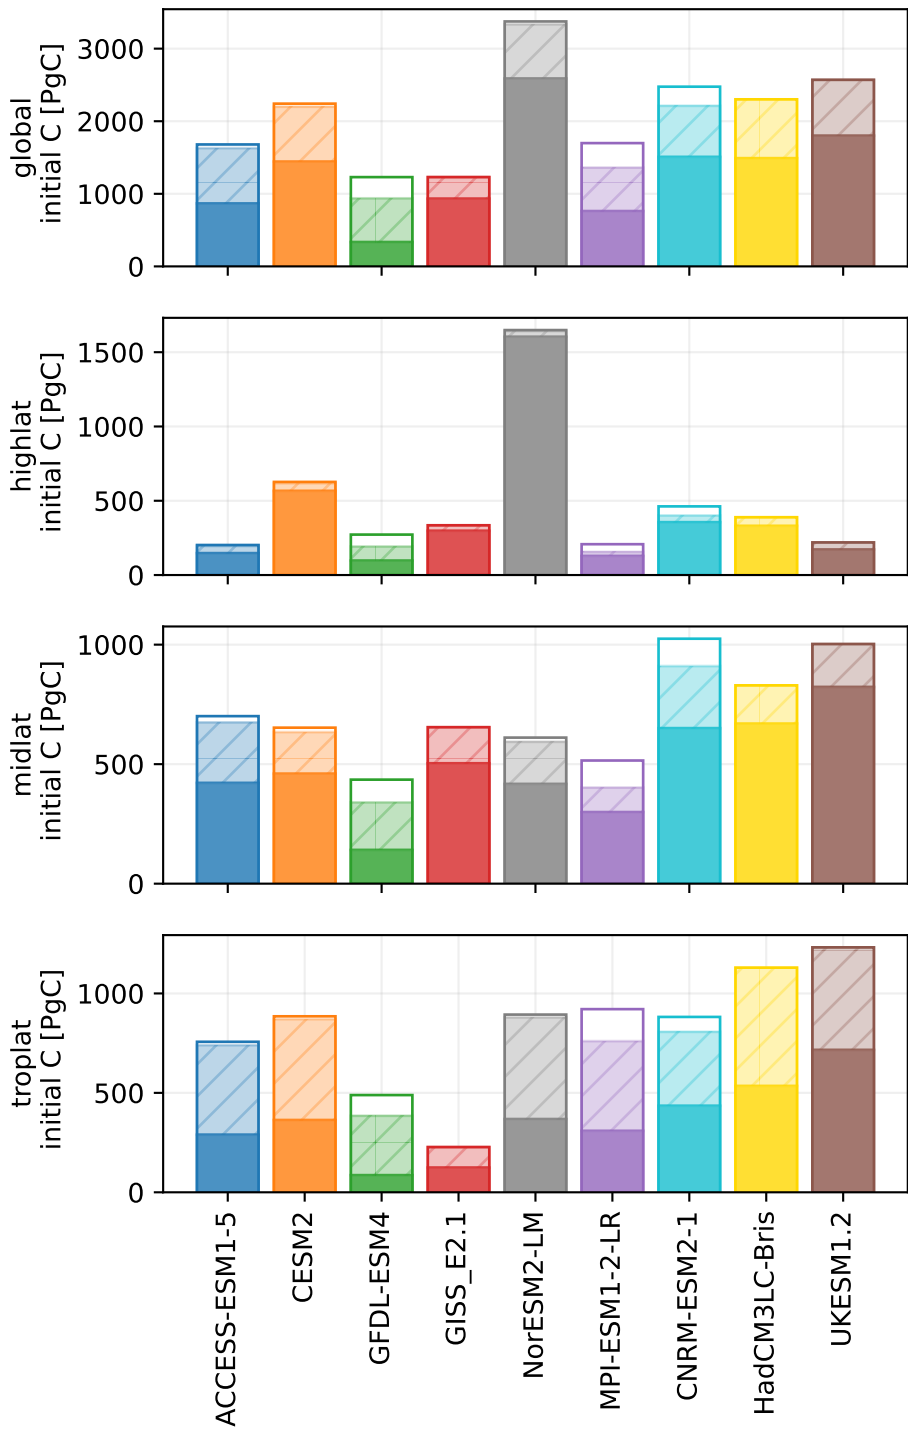 global
initial C [PgC]
3000
2000
1000
0
highlat
initial C [PgC]
1500
1000
500
0
midlat
initial C [PgC]
1000
500
0
troplat
initial C [PgC]
1000
500
0
ACCESS-ESM1-5
CESM2
GFDL-ESM4
GISS_E2.1
NorESM2-LM
MPI-ESM1-2-LR
CNRM-ESM2-1
HadCM3LC-Bris
UKESM1.2